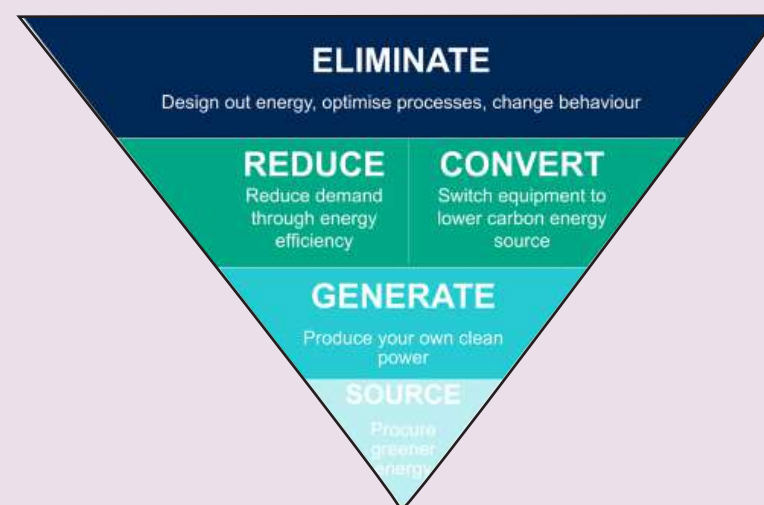 ELIMINATE
Design out energy, optimise processes, change behaviour
REDUCE
Reduce demand
through energy
efficiency
CONVERT
Switch equipment to
lower carbon energy
source
GENERATE
Produce your own clean
power
SOURCE
Procure
greener
energy